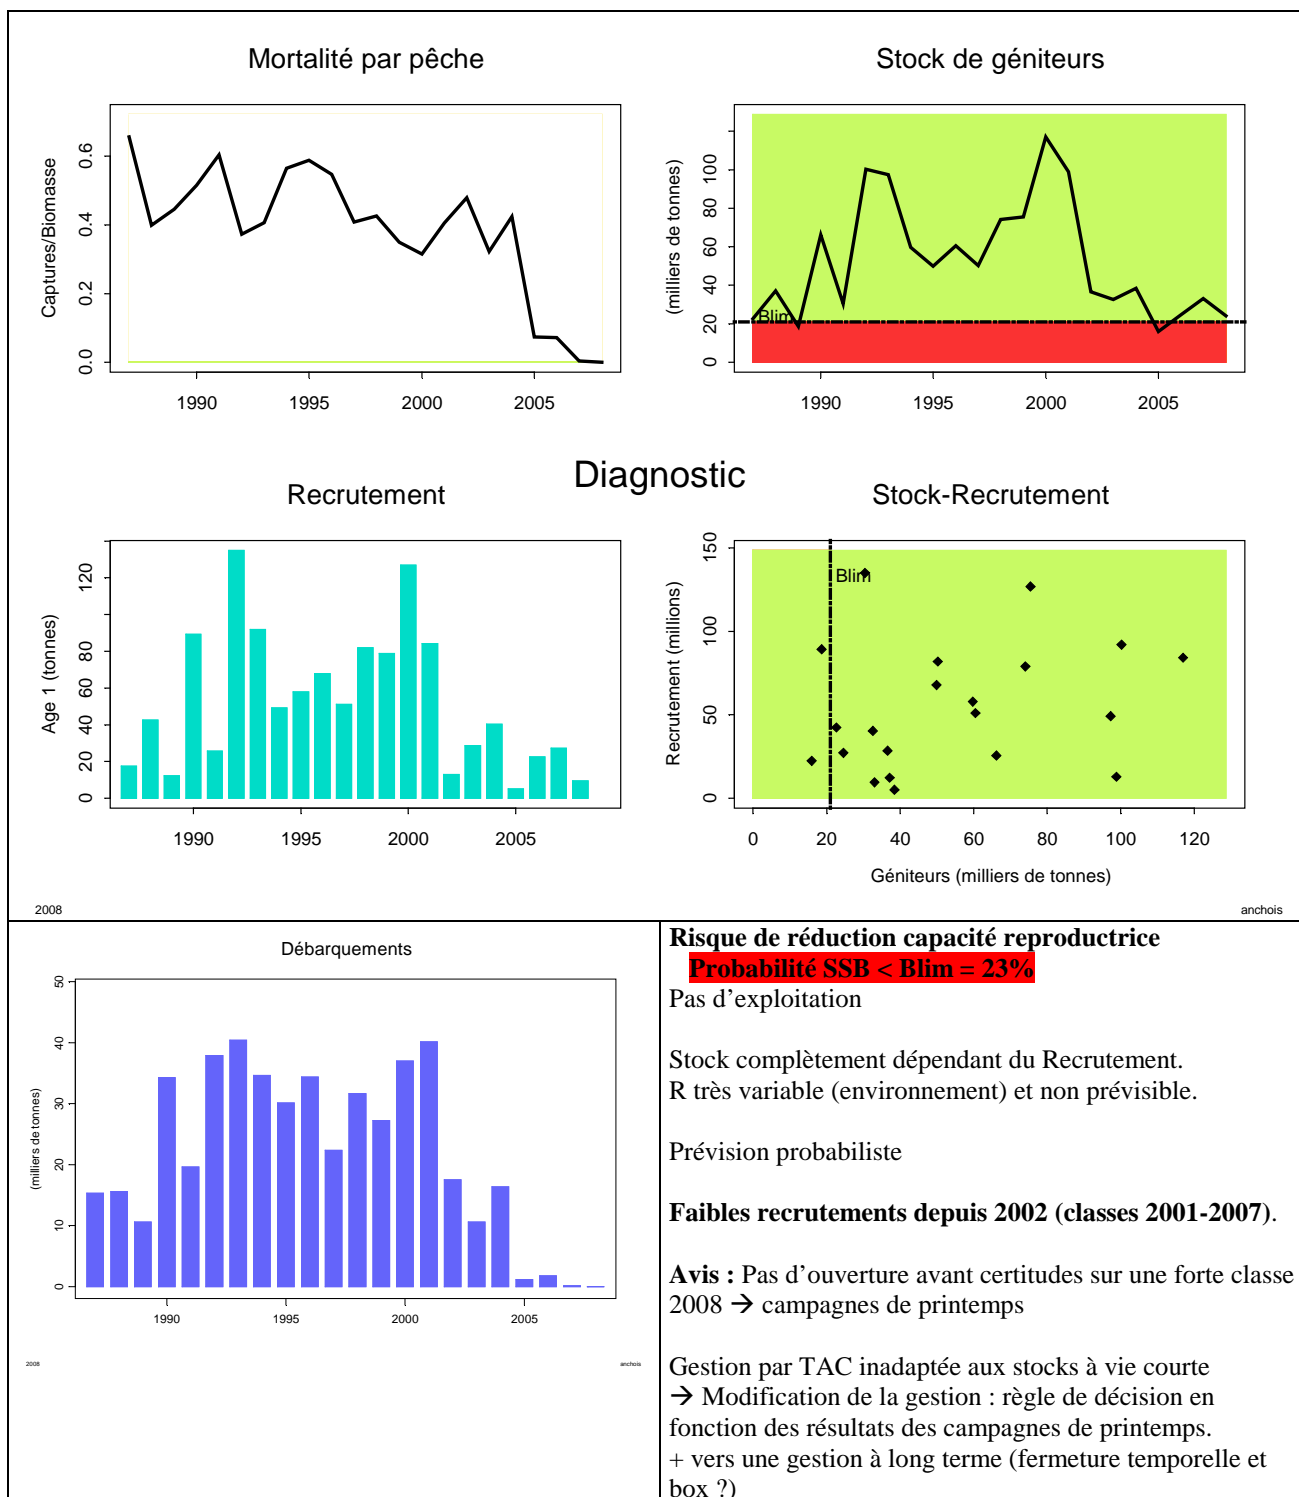 Mortalité par pêche
Captures/Biomasse
0.0 0.2 0.4 0.6
1990 1995 2000 2005
Stock de géniteurs
(milliers de tonnes)
0 20 40 60 80 100
Blim
1990 1995 2000 2005
Diagnostic
Recrutement
Age 1 (tonnes)
0 20 40 60 80 120
1990 1995 2000 2005
Stock-Recrutement
Recrutement (millions)
0 50 100 150
Blim
0 20 40 60 80 100 120
Géniteurs (milliers de tonnes)
2008
anchois
Débarquements
(milliers de tonnes)
0 10 20 30 40 50
1990 1995 2000 2005
2008
anchois
Risque de réduction capacité reproductrice
Probabilité SSB < Blim = 23%
Pas d’exploitation
Stock complètement dépendant du Recrutement.
R très variable (environnement) et non prévisible.
Prévision probabiliste
Faibles recrutements depuis 2002 (classes 2001-2007).
Avis : Pas d’ouverture avant certitudes sur une forte classe
2008 → campagnes de printemps
Gestion par TAC inadaptée aux stocks à vie courte
→ Modification de la gestion : règle de décision en
fonction des résultats des campagnes de printemps.
+ vers une gestion à long terme (fermeture temporelle et
box ?)